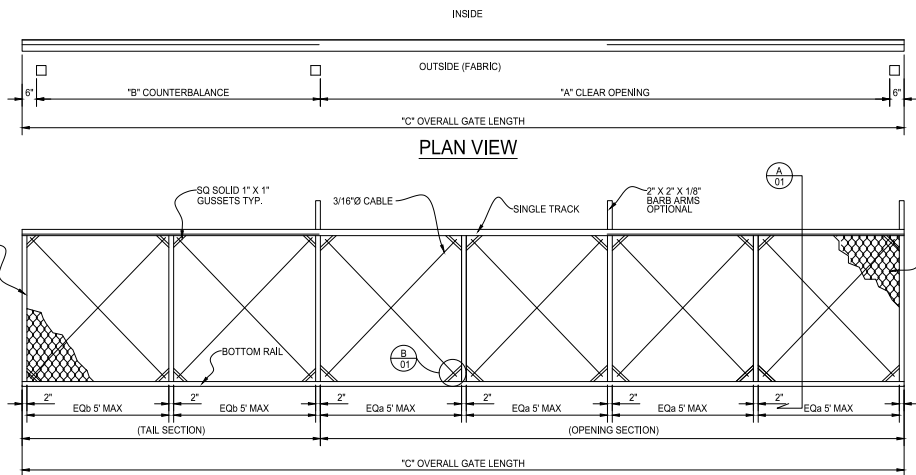 INSIDE
OUTSIDE (FABRIC)
6"
"B" COUNTERBALANCE
"A" CLEAR OPENING
6"
"C" OVERALL GATE LENGTH
PLAN VIEW
SQ SOLID 1" X 1"
GUSSETS TYP.
3/16"Ø CABLE
SINGLE TRACK
2" X 2" X 1/8"
BARB ARMS
OPTIONAL
A
01
BOTTOM RAIL
B
01
2"
2"
2"
2"
2"
2"
EQb 5' MAX
EQb 5' MAX
EQa 5' MAX
EQa 5' MAX
EQa 5' MAX
EQa 5' MAX
(TAIL SECTION)
(OPENING SECTION)
"C" OVERALL GATE LENGTH